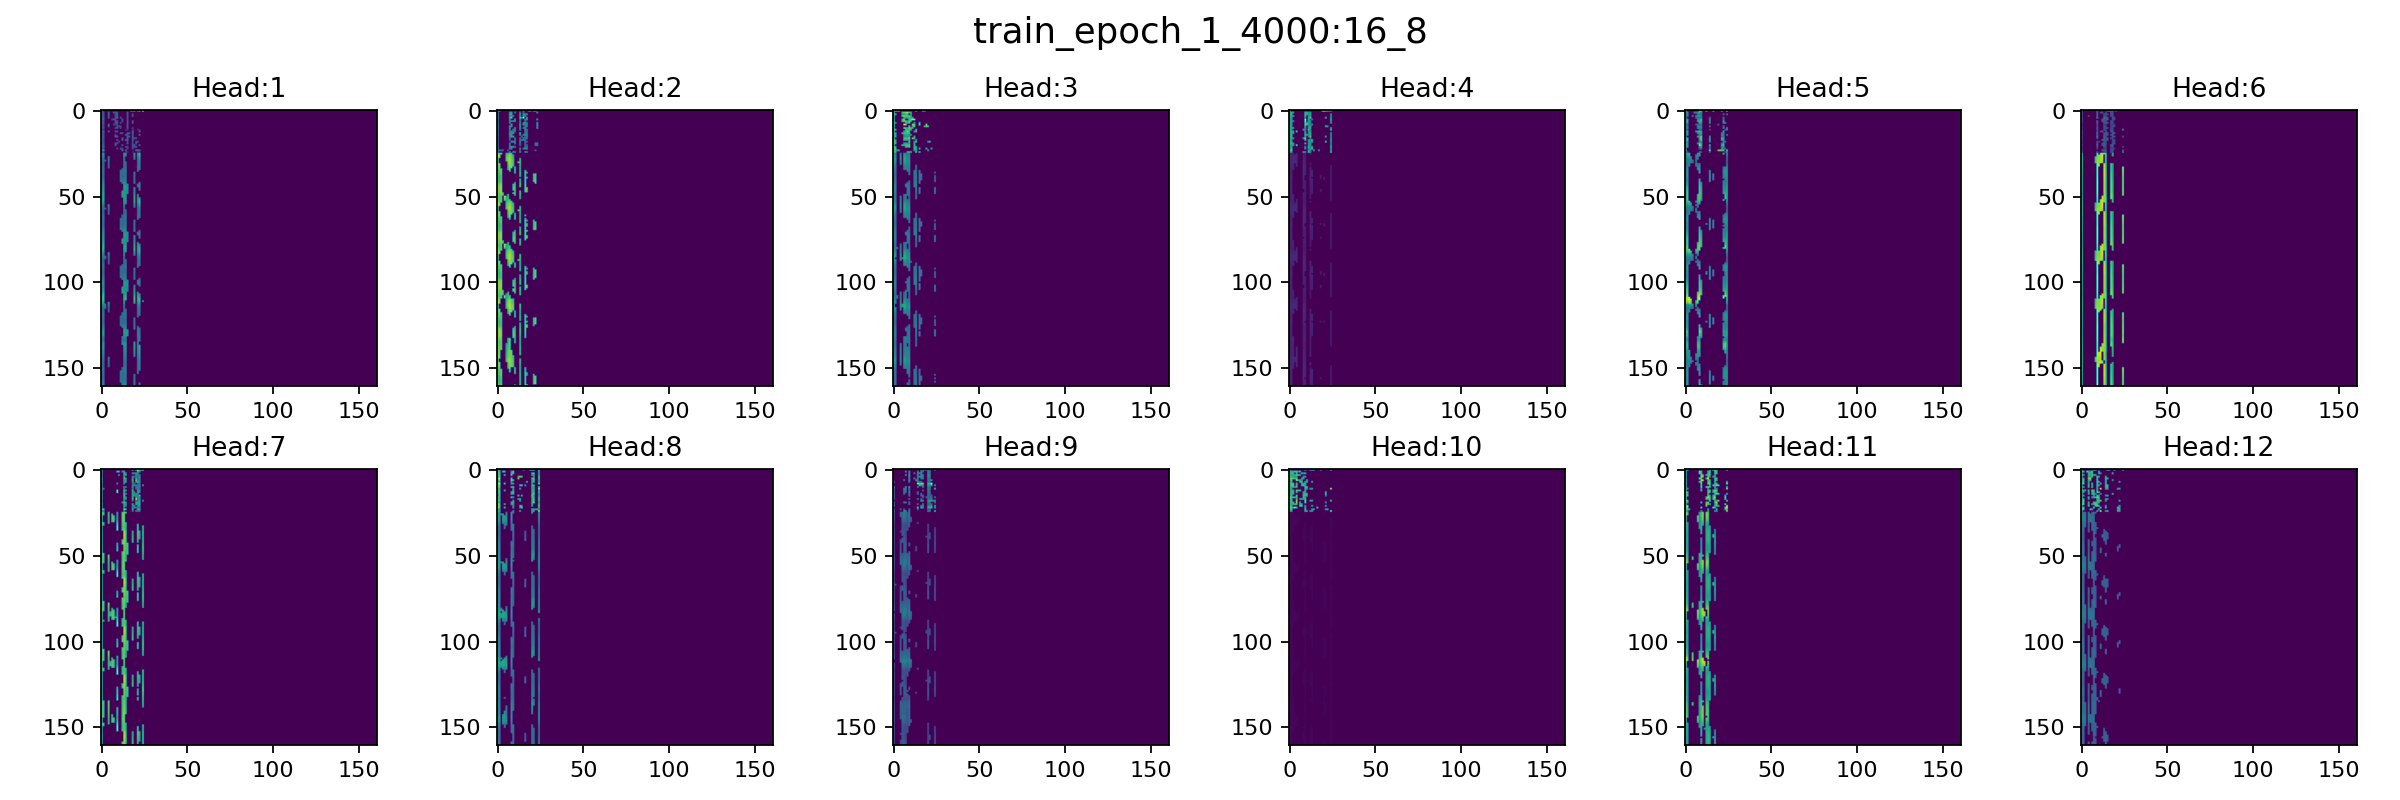 train_epoch_1_4000:16_8
Head:1 Head:2 Head:3 Head:4 Head:5 Head:6
0 0 0 0 0 0
50 50 50 50 50 50
100 100 100 100 100 100
150 150 150 150 150 150
0 50 100 150 0 50 100 150 0 50 100 150 0 50 100 150 0 50 100 150 0 50 100 150
Head:7 Head:8 Head:9 Head:10 Head:11 Head:12
0 0 0 0 0 0
50 50 50 50 50 50
100 100 100 100 100 100
150 150 150 150 150 150
0 50 100 150 0 50 100 150 0 50 100 150 0 50 100 150 0 50 100 150 0 50 100 150